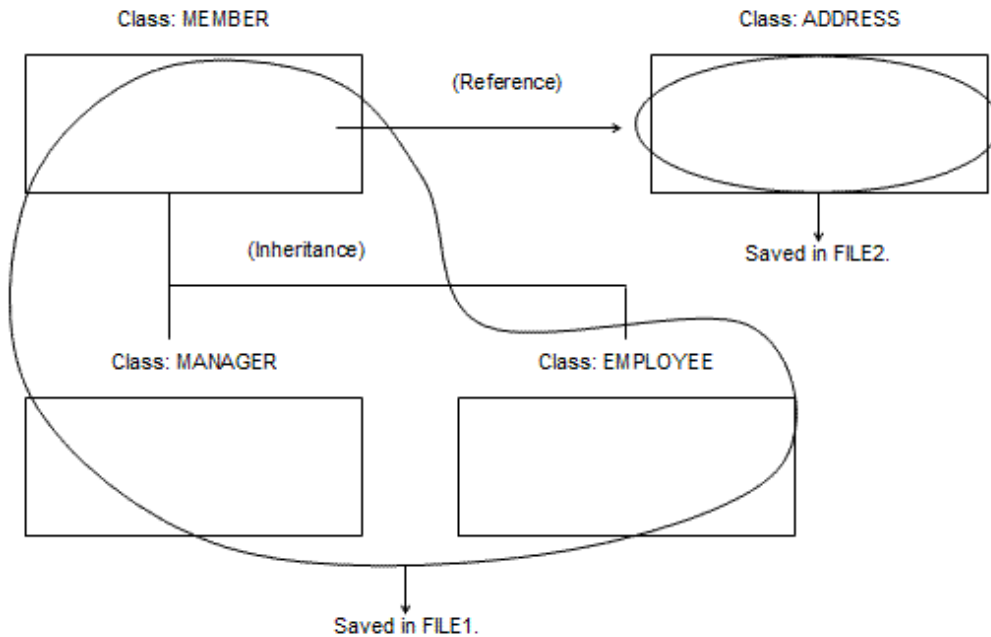 Class: MEMBER
Class: ADDRESS
(Reference)
(Inheritance)
Saved in FILE2.
Class: MANAGER
Class: EMPLOYEE
Saved in FILE1.